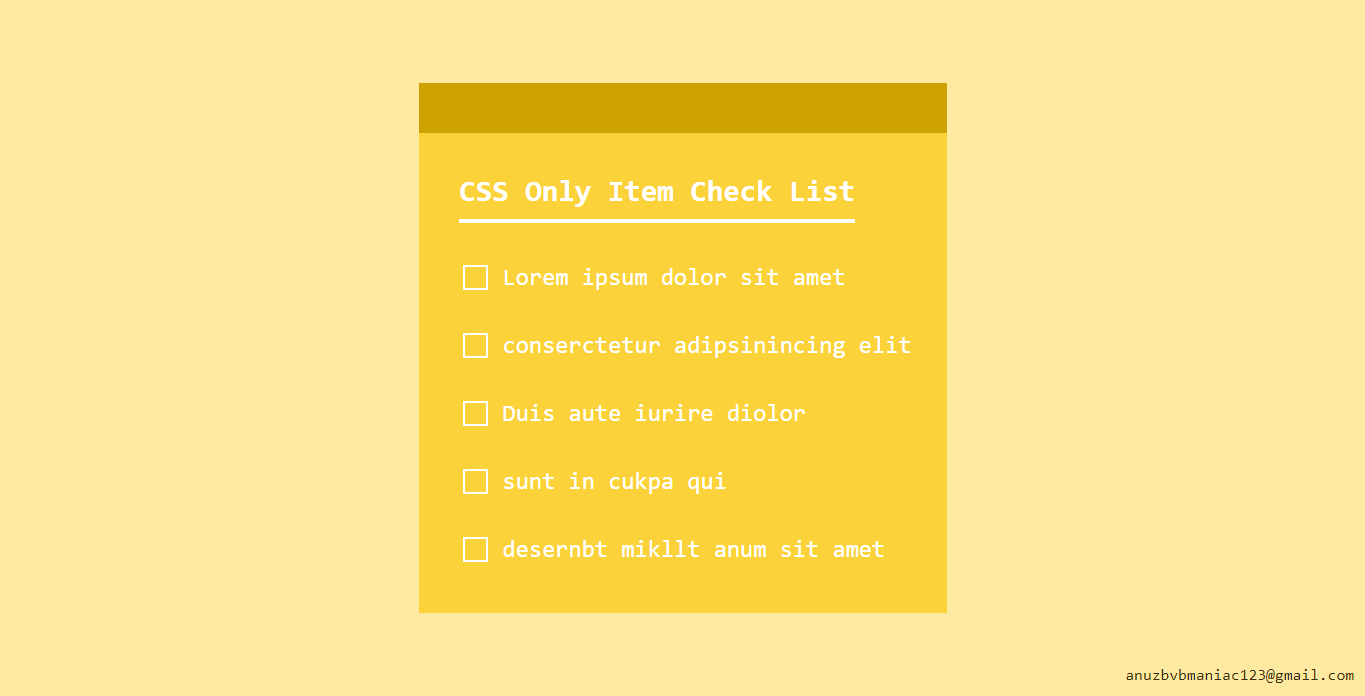 CSS Only Item Check List
Lorem ipsum dolor sit amet
conserctetur adipsinincing elit
Duis aute iurire diolor
sunt in cukpa qui
desernbt mikllt anum sit amet
anuzbvbmaniac123@gmail.com